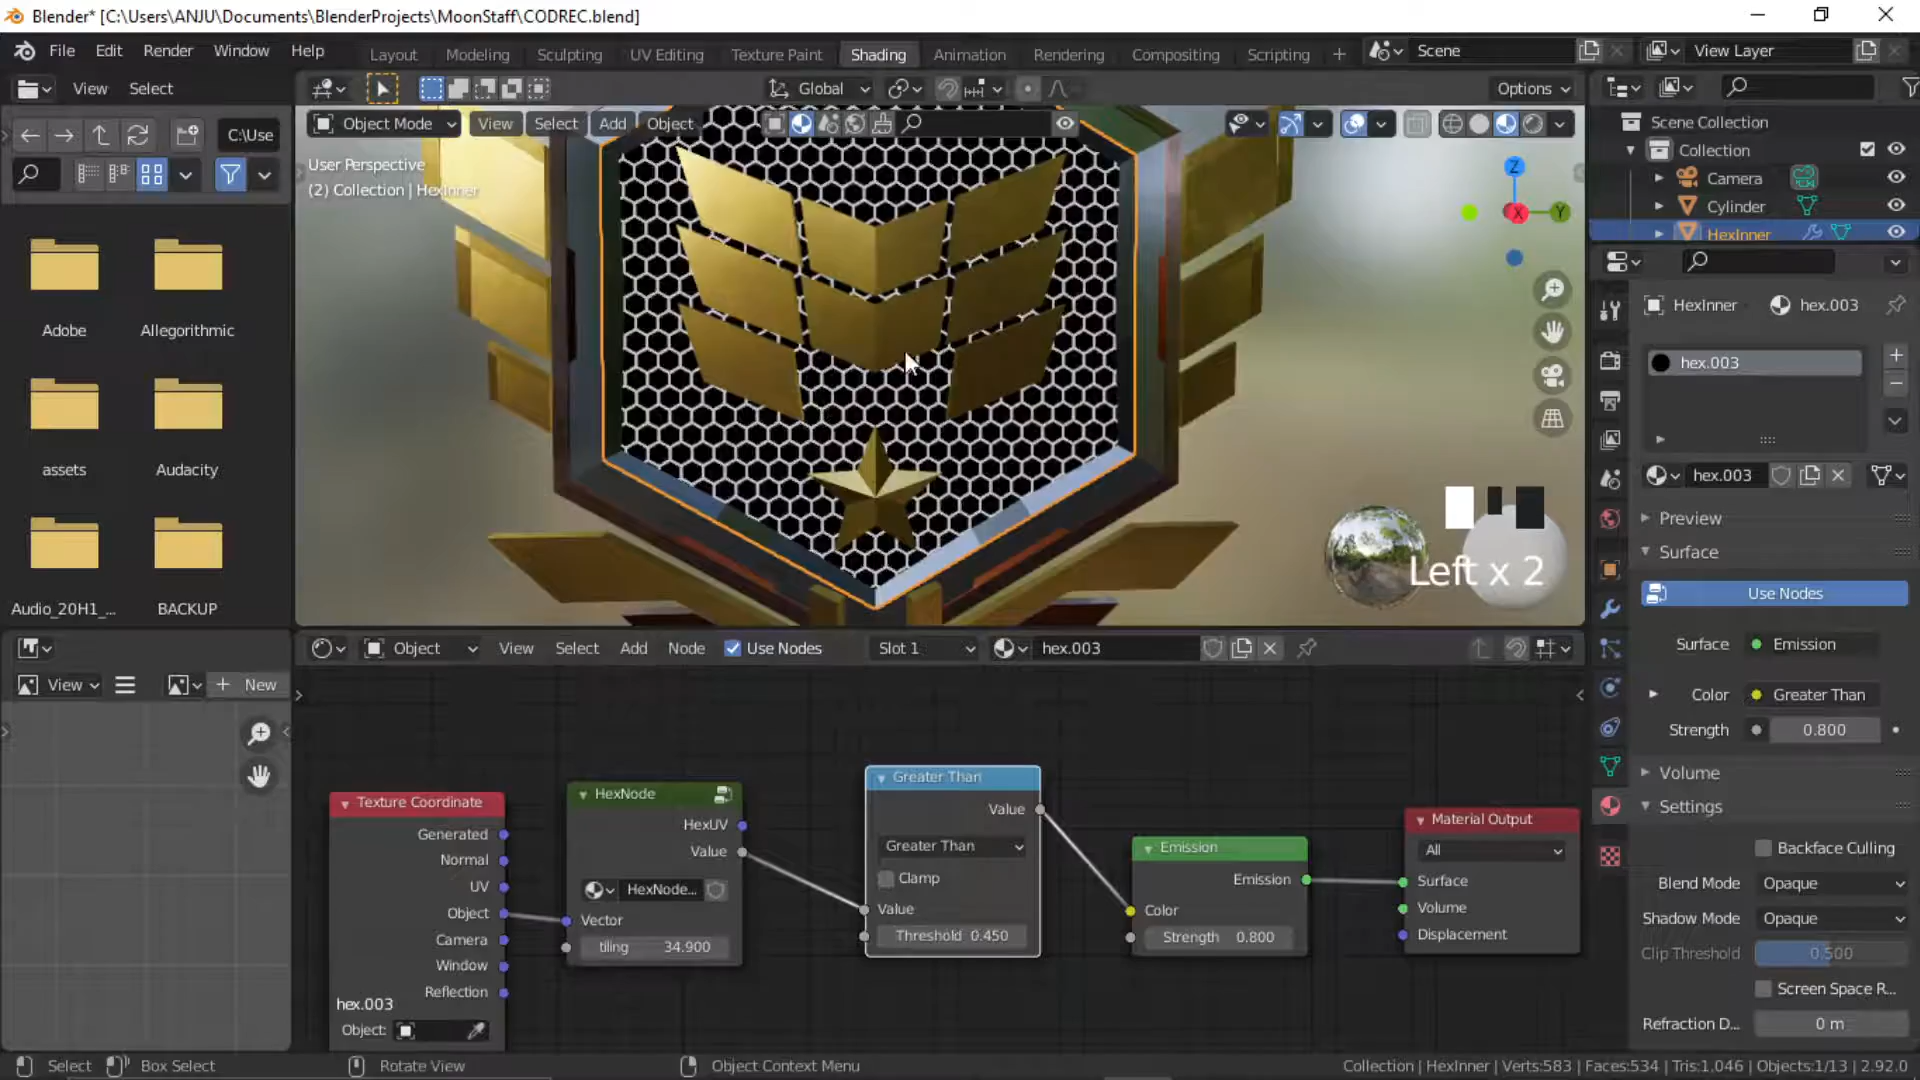 Blender* [C:\Users\ANJU\Documents\BlenderProjects\MoonStaff\CODREC.blend]
File Edit Render Window Help
Layout Modeling Sculpting UV Editing Texture Paint Shading Animation Rendering Compositing Scripting +
Scene
View Layer
View Select
Global
Options
C:\Use
Object Mode View Select Add Object
User Perspective
(2) Collection | HexInner
Z
X
Y
Scene Collection
Collection
Camera
Cylinder
HexInner
Adobe
Allegorithmic
assets
Audacity
Audio_20H1_...
BACKUP
Left x 2
HexInner
hex.003
hex.003
hex.003
Preview
Surface
Use Nodes
Surface Emission
Color Greater Than
Strength 0.800
Volume
Settings
Backface Culling
Blend Mode Opaque
Shadow Mode Opaque
Clip Threshold 0.500
Screen Space R...
Refraction D... 0 m
View
New
Object View Select Add Node Use Nodes Slot 1 hex.003
Texture Coordinate
Generated
Normal
UV
Object
Camera
Window
Reflection
hex.003
Object:
HexNode
HexUV
Value
HexNode...
Vector
tiling 34.900
Greater Than
Value
Greater Than
Clamp
Value
Threshold 0.450
Emission
Emission
Color
Strength 0.800
Material Output
All
Surface
Volume
Displacement
Select
Box Select
Rotate View
Object Context Menu
Collection | HexInner | Verts:583 | Faces:534 | Tris:1,046 | Objects:1/13 | 2.92.0